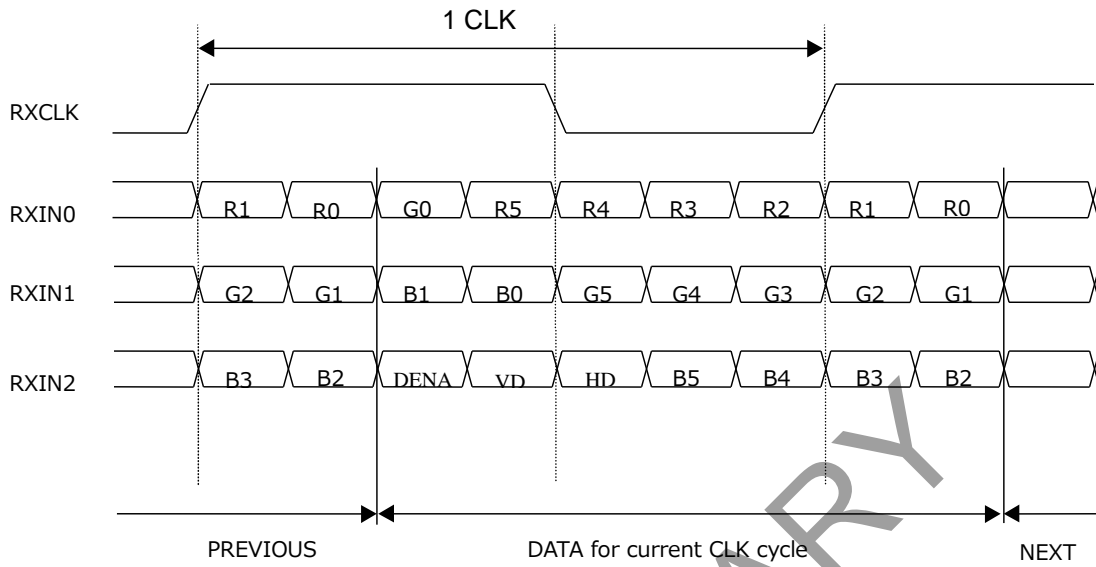 1 CLK
RXCLK
RXIN0 R1 R0 G0 R5 R4 R3 R2 R1 R0
RXIN1 G2 G1 B1 B0 G5 G4 G3 G2 G1
RXIN2 B3 B2 DENA VD HD B5 B4 B3 B2
PREVIOUS DATA for current CLK cycle NEXT
ARY